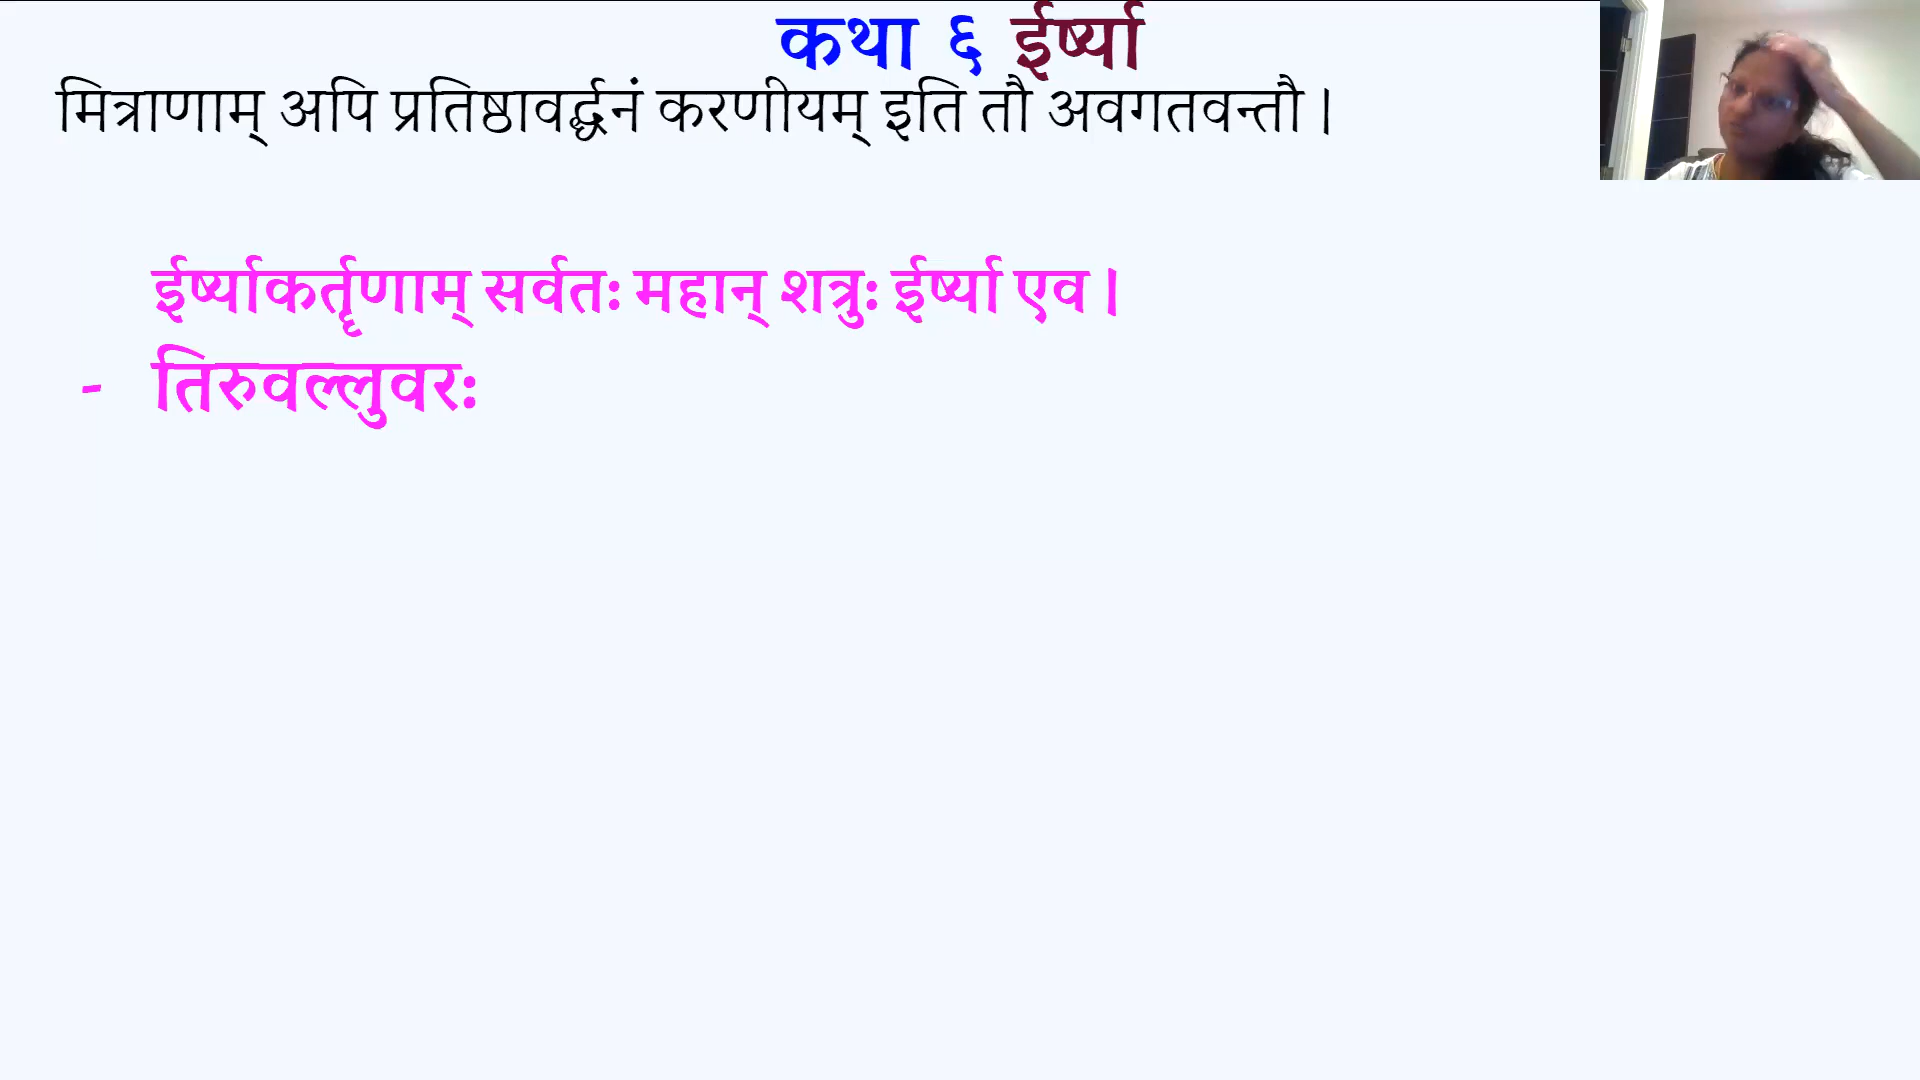 कथा ६ ईर्ष्या
मित्राणाम् अपि प्रतिष्ठावर्द्धनं करणीयम् इति तौ अवगतवन्तौ ।
ईर्ष्याकर्तॄणाम् सर्वतः महान् शत्रुः ईर्ष्या एव ।
- तिरुवल्लुवरः